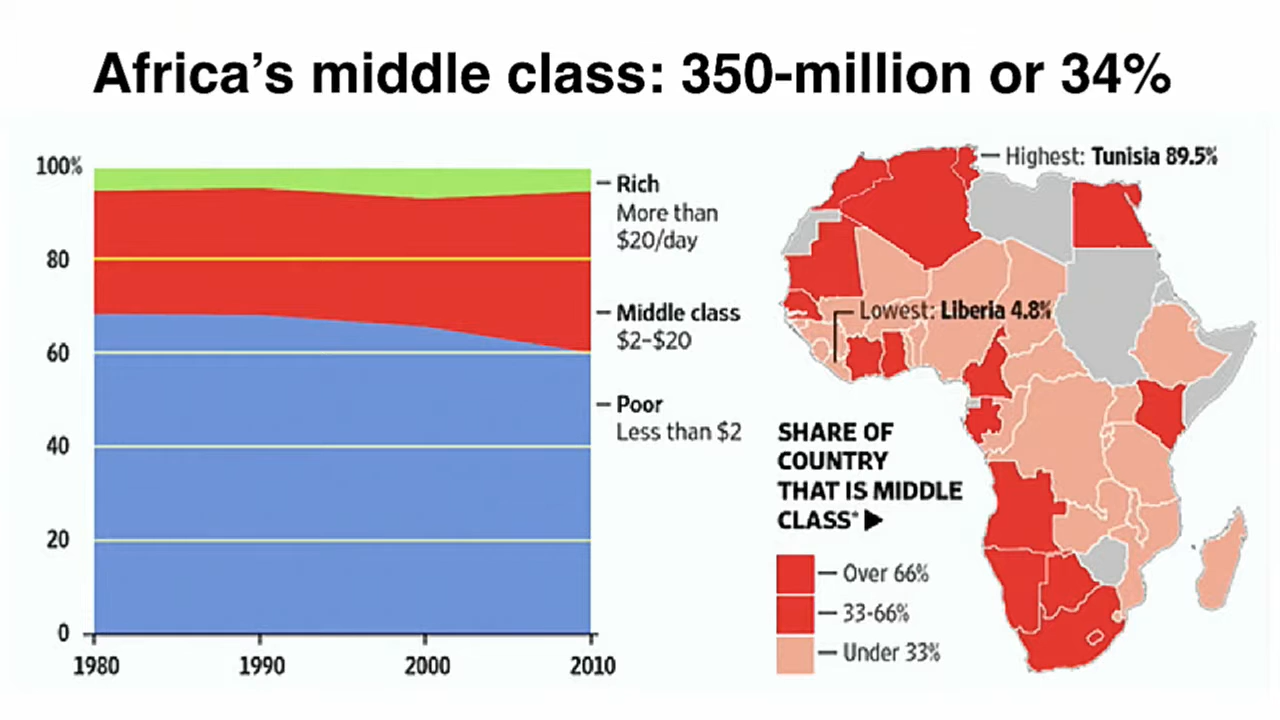 Africa's middle class: 350-million or 34%
100%
80
60
40
20
0
1980 1990 2000 2010
Rich
More than
$20/day
Middle class
$2–$20
Poor
Less than $2
Highest: Tunisia 89.5%
Lowest: Liberia 4.8%
SHARE OF
COUNTRY
THAT IS MIDDLE
CLASS*
Over 66%
33-66%
Under 33%